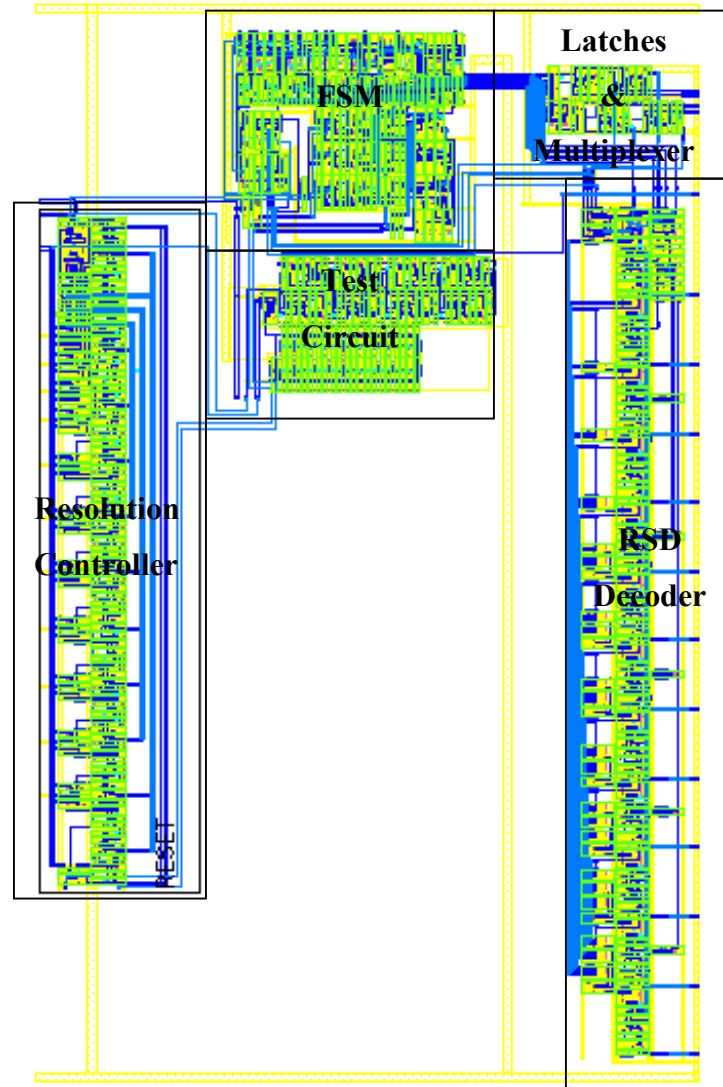 Latches
&
Multiplexer
FSM
Test
Circuit
Resolution
Controller
RSD
Decoder
RESET